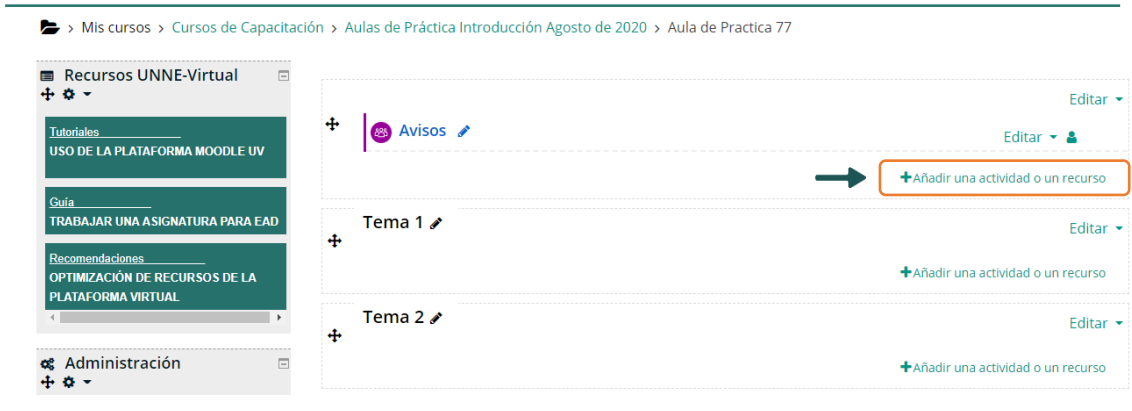 > Mis cursos > Cursos de Capacitación > Aulas de Práctica Introducción Agosto de 2020 > Aula de Practica 77
Recursos UNNE-Virtual
Tutoriales
USO DE LA PLATAFORMA MOODLE UV
Guía
TRABAJAR UNA ASIGNATURA PARA EAD
Recomendaciones
OPTIMIZACIÓN DE RECURSOS DE LA
PLATAFORMA VIRTUAL
Administración
Editar
Avisos
Editar
+Añadir una actividad o un recurso
Tema 1
Editar
+Añadir una actividad o un recurso
Tema 2
Editar
+Añadir una actividad o un recurso